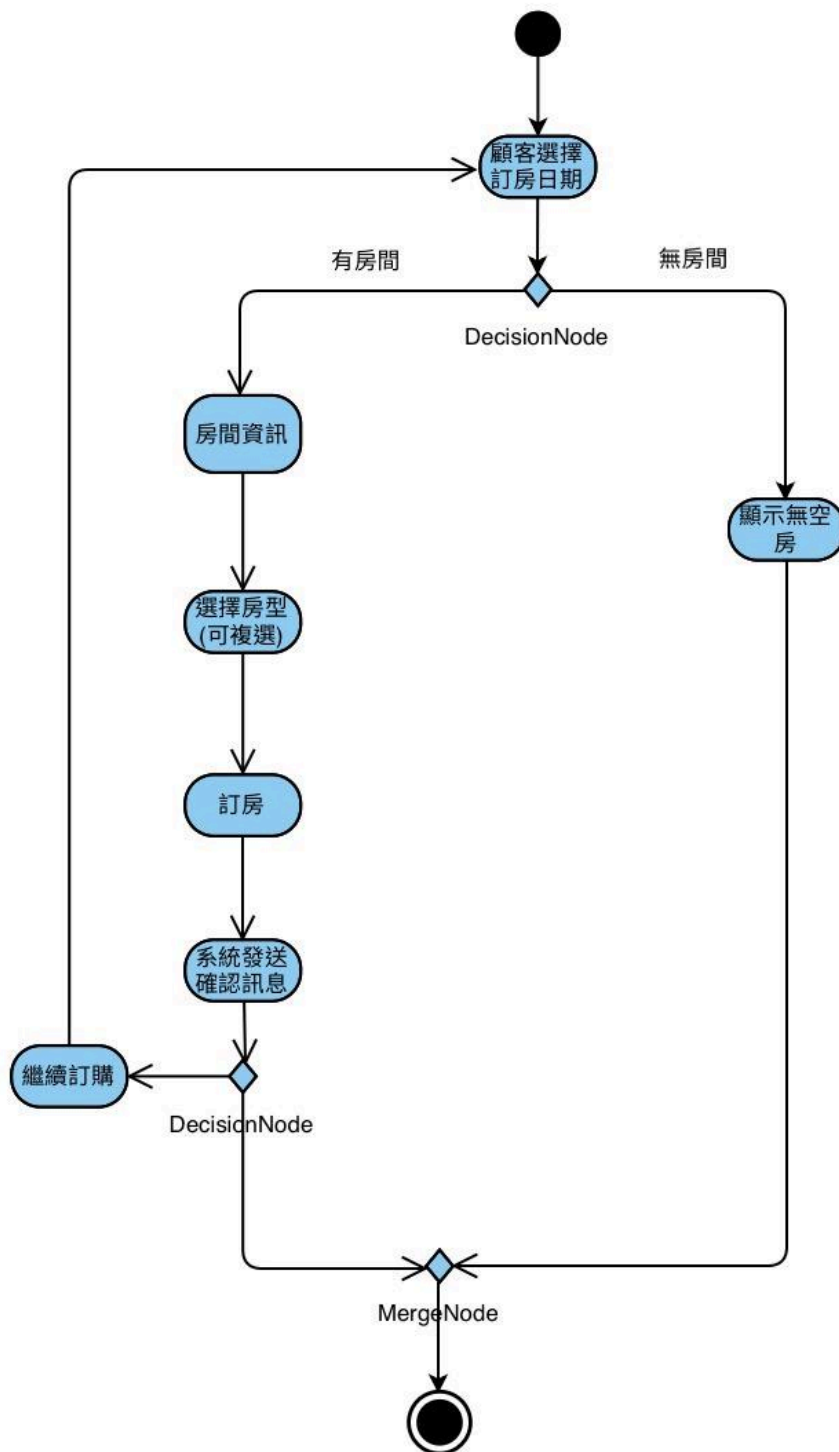 顧客選擇
訂房日期
有房間
無房間
DecisionNode
房間資訊
顯示無空
房
選擇房型
(可複選)
訂房
系統發送
確認訊息
繼續訂購
DecisionNode
MergeNode